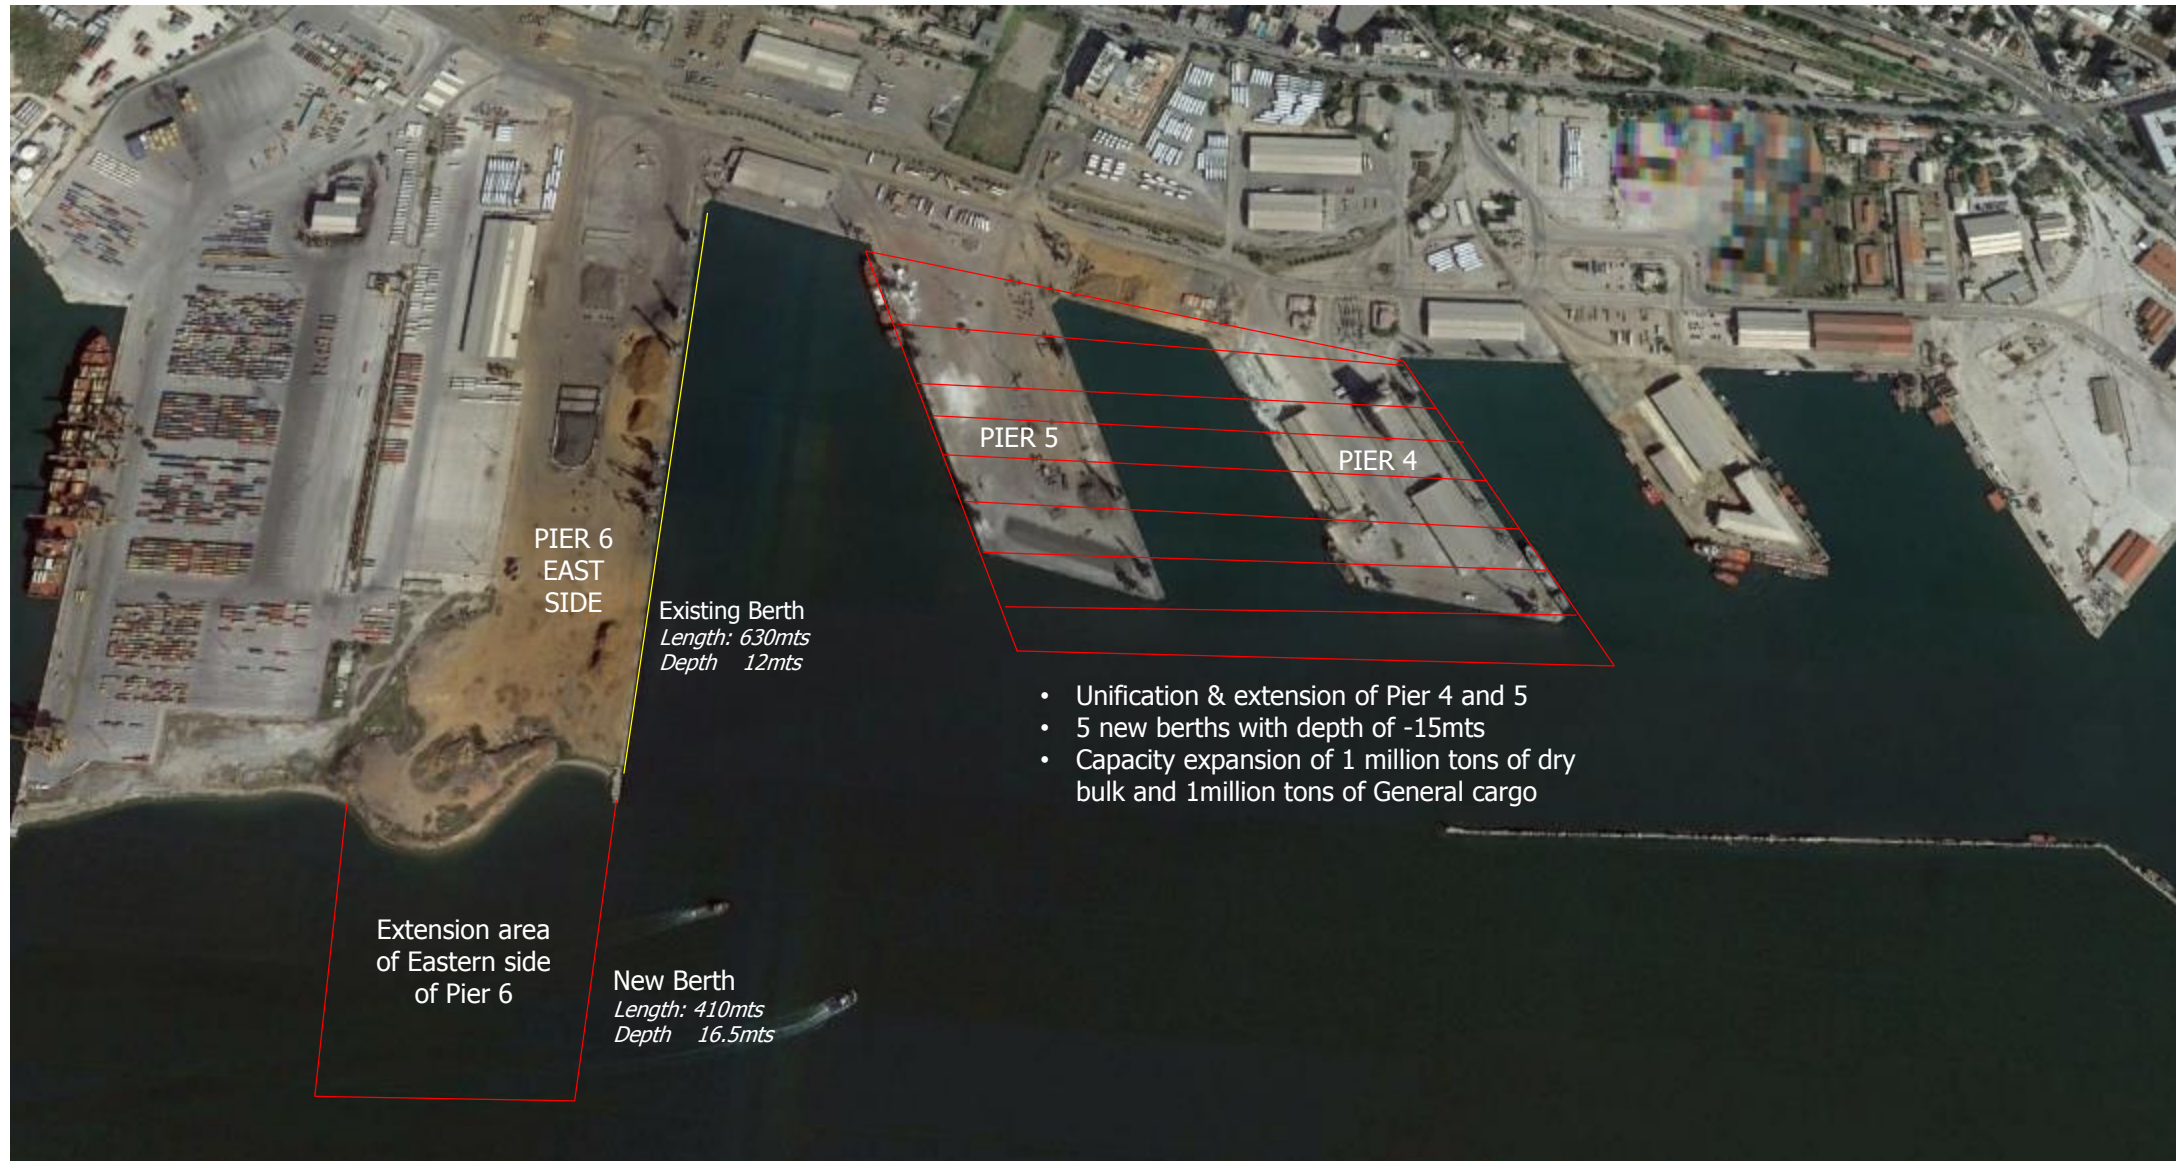 PIER 5
PIER 4
PIER 6
EAST
SIDE
Existing Berth
Length: 630mts
Depth 12mts
• Unification & extension of Pier 4 and 5
• 5 new berths with depth of -15mts
• Capacity expansion of 1 million tons of dry
bulk and 1million tons of General cargo
Extension area
of Eastern side
of Pier 6
New Berth
Length: 410mts
Depth 16.5mts